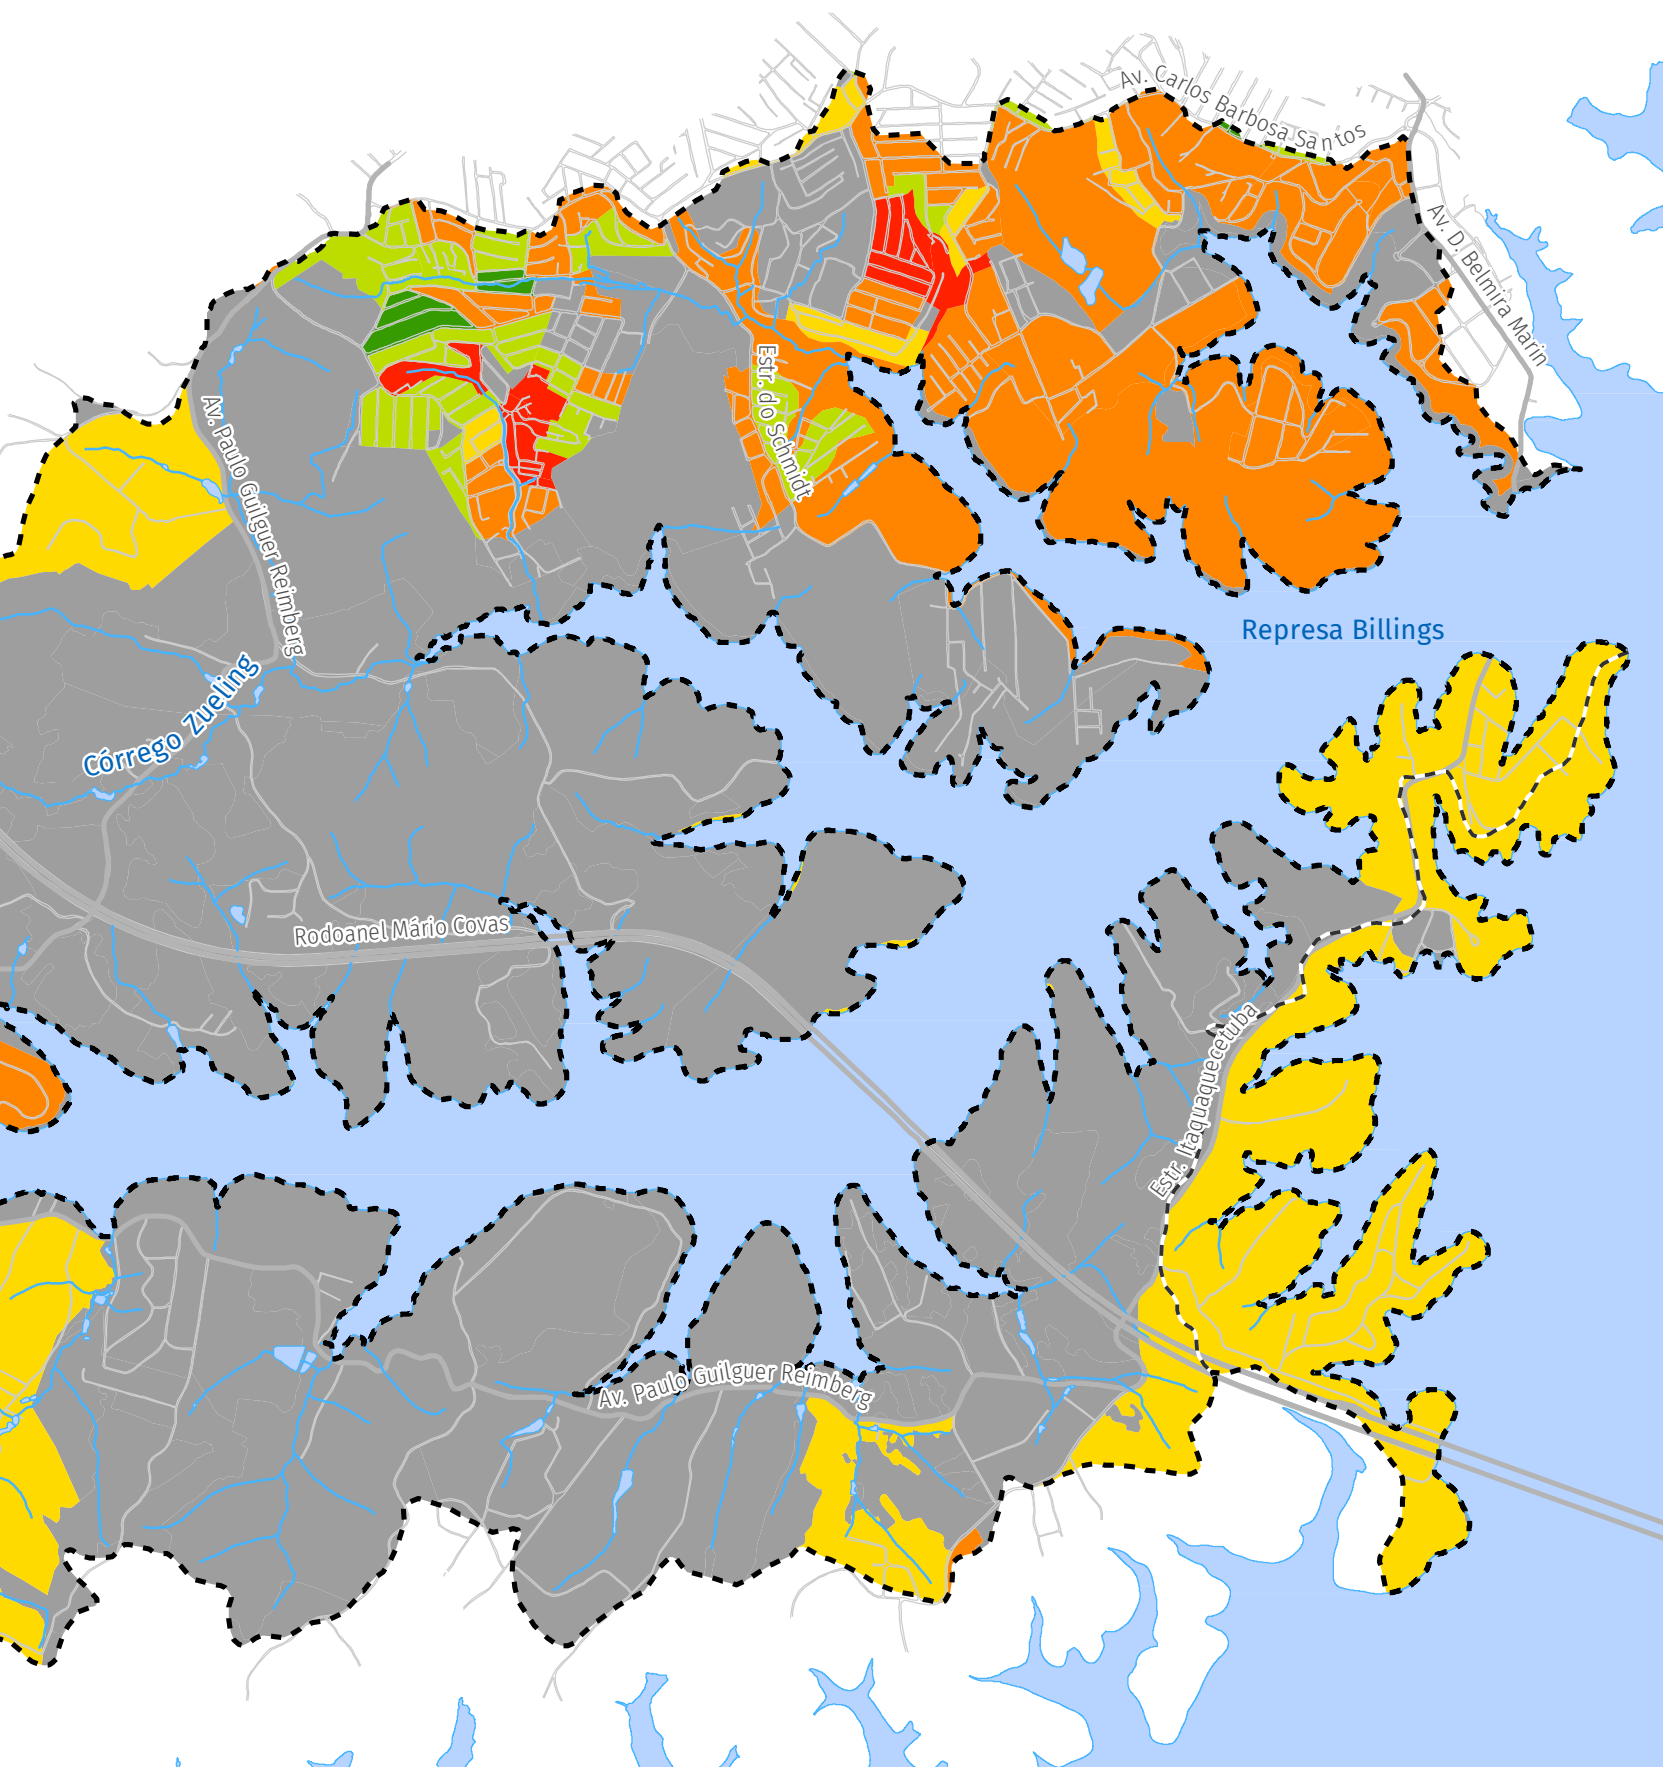 Av. Carlos Barbosa Santos
Av. D Belmira Marin
Estr. do Schmidt
Av. Paulo Guilguer Reimberg
Represa Billings
Córrego Zueling
Rodoanel Mário Covas
Estr. Itaquaquecetuba
Av. Paulo Guilguer Reimberg